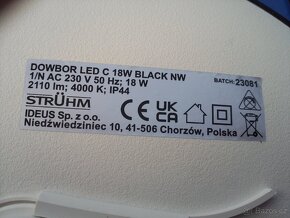 DOWBOR LED C 18W BLACK NW
1/N AC 230 V 50 Hz; 18 W
2110 lm; 4000 K; IP44
BATCH: 23081
STRÜHM
CE UK CA
IDEUS Sp. z o.o.
Niedźwiedziniec 10, 41-506 Chorzów, Polska